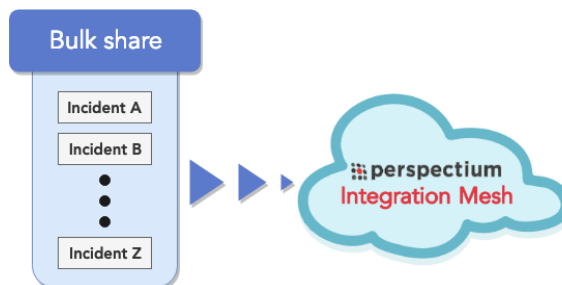 Bulk share
Incident A
Incident B
Incident Z
perspectium
Integration Mesh